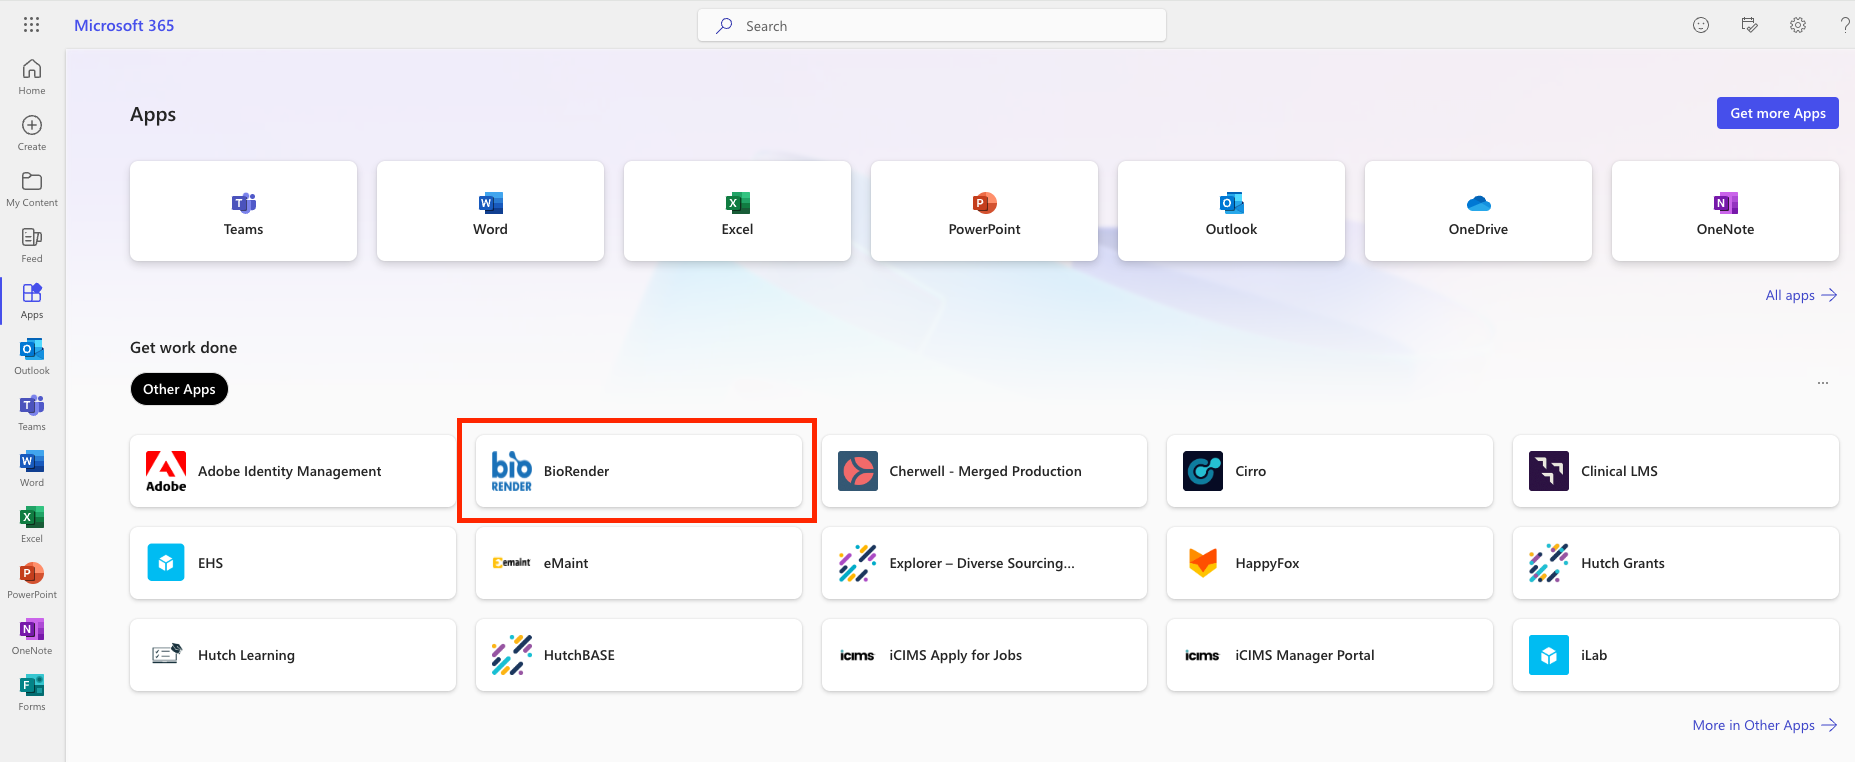 Microsoft 365
Search
?
Home
Create
My Content
Feed
Apps
Outlook
Teams
Word
Excel
PowerPoint
OneNote
Forms
Apps
Get more Apps
T
Teams
W
Word
X
Excel
P
PowerPoint
O
Outlook
OneDrive
N
OneNote
All apps
Get work done
Other Apps
...
Adobe
Adobe Identity Management
bio
RENDER
BioRender
Cherwell - Merged Production
Cirro
Clinical LMS
EHS
Eemaint
eMaint
Explorer – Diverse Sourcing...
HappyFox
Hutch Grants
Hutch Learning
HutchBASE
icims
iCIMS Apply for Jobs
icims
iCIMS Manager Portal
iLab
More in Other Apps